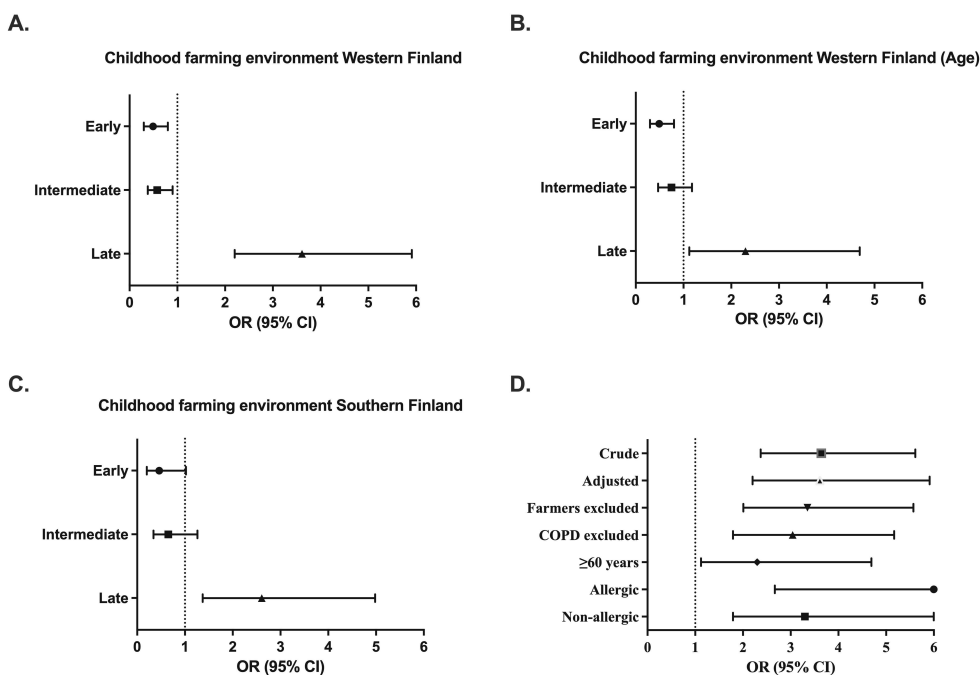 A.
Childhood farming environment Western Finland
Early
Intermediate
Late
0 1 2 3 4 5 6
OR (95% CI)
B.
Childhood farming environment Western Finland (Age)
Early
Intermediate
Late
0 1 2 3 4 5 6
OR (95% CI)
C.
Childhood farming environment Southern Finland
Early
Intermediate
Late
0 1 2 3 4 5 6
OR (95% CI)
D.
Crude
Adjusted
Farmers excluded
COPD excluded
≥60 years
Allergic
Non-allergic
0 1 2 3 4 5 6
OR (95% CI)